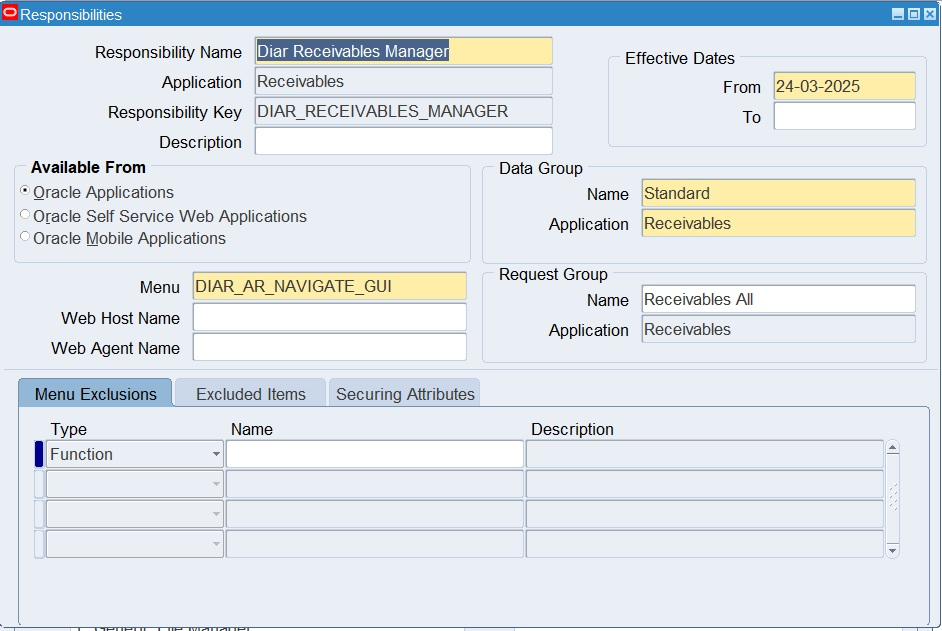 Responsibilities
Responsibility Name Diar Receivables Manager
Application Receivables
Responsibility Key DIAR_RECEIVABLES_MANAGER
Description
Effective Dates
From 24-03-2025
To
Available From
Oracle Applications
Oracle Self Service Web Applications
Oracle Mobile Applications
Data Group
Name Standard
Application Receivables
Menu DIAR_AR_NAVIGATE_GUI
Web Host Name
Web Agent Name
Request Group
Name Receivables All
Application Receivables
Menu Exclusions Excluded Items Securing Attributes
Type Name Description
Function